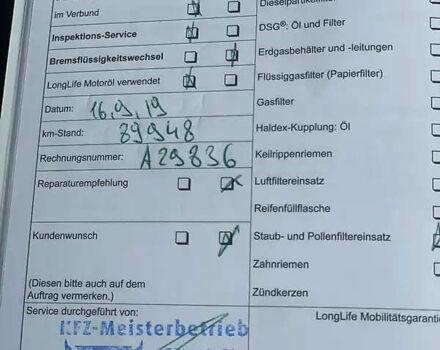 im Verbund
Inspektions-Service
Bremsflüssigkeitswechsel
LongLife Motoröl verwendet
Datum: 16.9.19
km-Stand: 89948
Rechnungsnummer: A29836
Reparaturempfehlung
Kundenwunsch
(Diesen bitte auch auf dem
Auftrag vermerken.)
Service durchgeführt von:
KFZ-Meisterbetrieb
DSG®: Öl und Filter
Erdgasbehälter und -leitungen
Flüssiggasfilter (Papierfilter)
Gasfilter
Haldex-Kupplung: Öl
Keilrippenriemen
Luftfiltereinsatz
Reifenfüllflasche
Staub- und Pollenfiltereinsatz
Zahnriemen
Zündkerzen
LongLife Mobilitätsgarantie